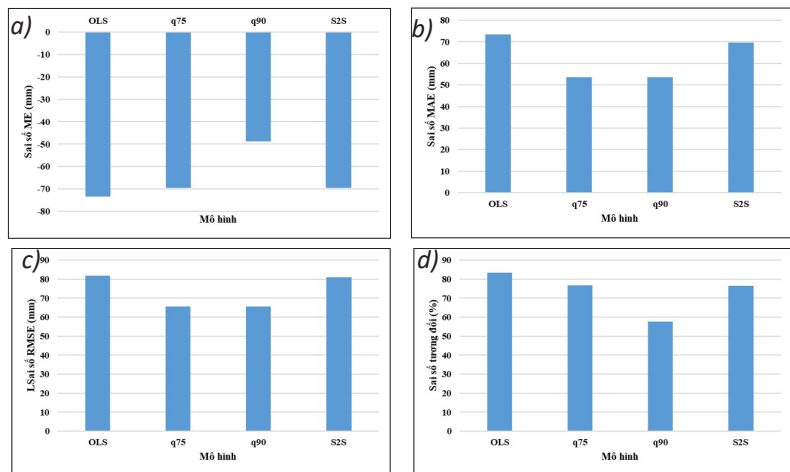 a)
OLS q75 q90 S2S
0
-10
-20
-30
-40
-50
-60
-70
-80
Sai số ME (mm)
Mô hình
b)
80
70
60
50
40
30
20
10
0
Sai số MAE (mm)
OLS q75 q90 S2S
Mô hình
c)
90
80
70
60
50
40
30
20
10
0
LSai số RMSE (mm)
OLS q75 q90 S2S
Mô hình
d)
90
80
70
60
50
40
30
20
10
0
Sai số tương đối (%)
OLS q75 q90 S2S
Mô hình